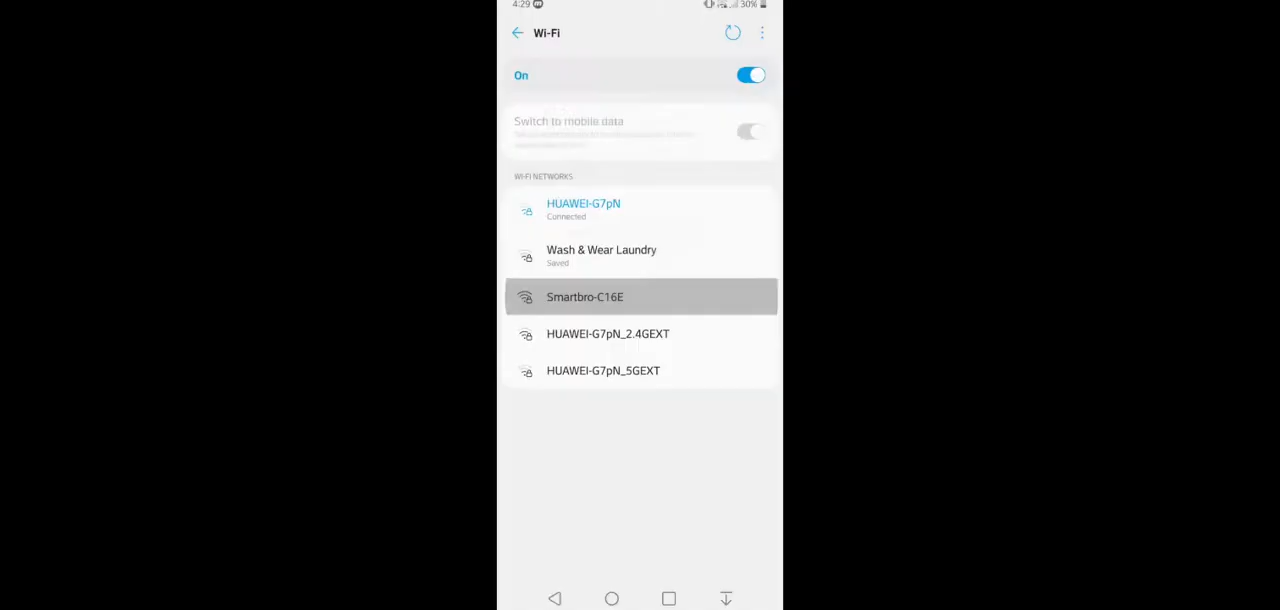 4:29
30%
Wi-Fi
On
Switch to mobile data
WI-FI NETWORKS
HUAWEI-G7pN
Connected
Wash & Wear Laundry
Saved
Smartbro-C16E
HUAWEI-G7pN_2.4GEXT
HUAWEI-G7pN_5GEXT